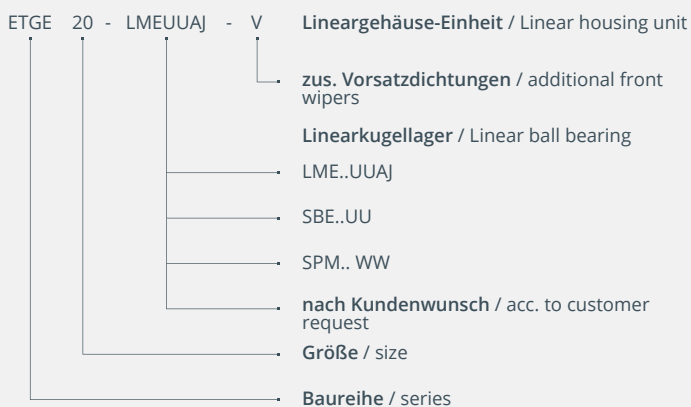 ETGE 20 - LMEUUAJ - V Lineargehäuse-Einheit / Linear housing unit
zus. Vorsatzdichtungen / additional front
wipers
Linearkugellager / Linear ball bearing
LME..UUAJ
SBE..UU
SPM.. WW
nach Kundenwunsch / acc. to customer
request
Größe / size
Baureihe / series